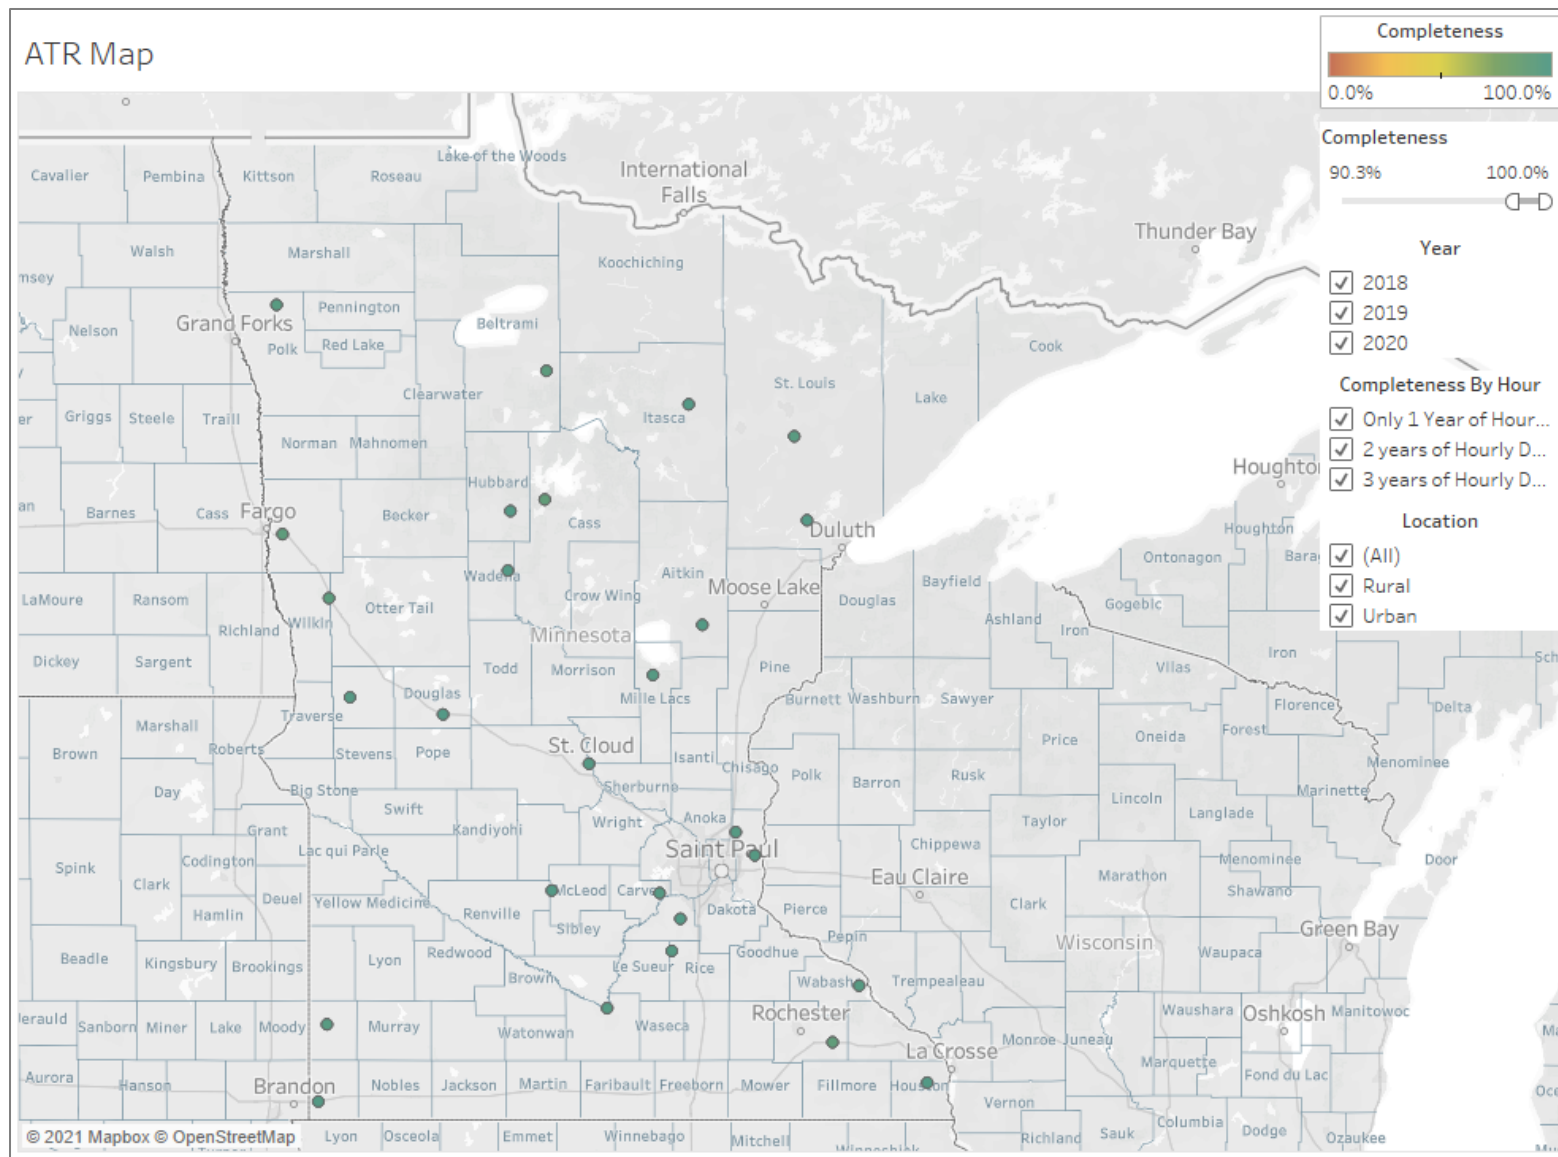 ATR Map
Completeness
0.0% 100.0%
Completeness
90.3% 100.0%
Year
2018
2019
2020
Completeness By Hour
Only 1 Year of Hour...
2 years of Hourly D...
3 years of Hourly D...
Location
(All)
Rural
Urban
Lake of the Woods
International
Falls
Cavalier Pembina Kittson Roseau
Thunder Bay
Walsh Marshall Koochiching
msey
Pennington
Nelson Grand Forks Beltrami
Polk Red Lake Cook
Clearwater St. Louis Lake
er Griggs Steele Traill Itasca
Norman Mahnomen
Houghto
Hubbard
an Barnes Cass Fargo Becker Cass
Duluth Houghton
Ontonagon Barag
Wadena Aitkin
Moose Lake Bayfield
LaMoure Ransom Otter Tail Crow Wing Douglas Gogebic
Richland Wilkin Ashland Iron
Minnesota
Dickey Sargent Todd Morrison Pine Vilas Iron Sch
Douglas Mille Lacs Burnett Washburn Sawyer
Traverse Florence Delta
Marshall Forest
Brown Roberts Stevens Pope St. Cloud Isanti Price Oneida
Chisago Polk Barron Rusk Menominee
Day Big Stone Sherburne Marinette
Swift Lincoln Langlade
Grant Kandiyohi Wright Anoka Taylor
Lac qui Parle Saint Paul Chippewa
Spink Codington Menominee Door
Clark McLeod Carver Eau Claire Marathon Shawano
Deuel Yellow Medicine
Hamlin Renville Sibley Dakota Pierce Clark
Green Bay
Pepin Wisconsin
Beadle Kingsbury Brookings Lyon Redwood Le Sueur Rice Goodhue Waupaca
Brown Wabash Trempealeau
Jerauld Sanborn Miner Lake Moody Murray Watonwan Waseca Rochester Waushara Oshkosh Manitowoc
Monroe Juneau
La Crosse Marquette
Aurora Hanson Brandon Nobles Jackson Martin Faribault Freeborn Mower Fillmore Houston Fond du Lac
Vernon
Columbia
© 2021 Mapbox © OpenStreetMap
Lyon Osceola Emmet Winnebago Mitchell Richland Sauk Dodge Ozaukee
Winneshiek